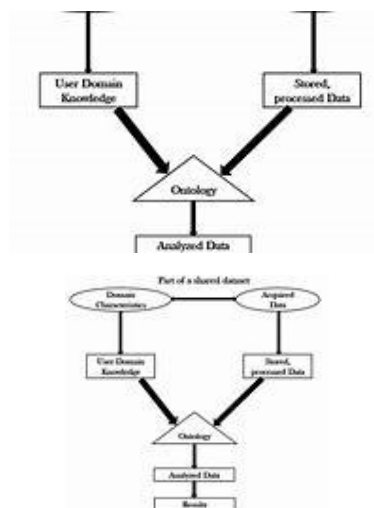 User Domain
Knowledge
Stored,
processed Data
Ontology
Analyzed Data
Part of a shared dataset
Domain
Characteristics
Acquired
Data
User Domain
Knowledge
Stored,
processed Data
Ontology
Analyzed Data
Results